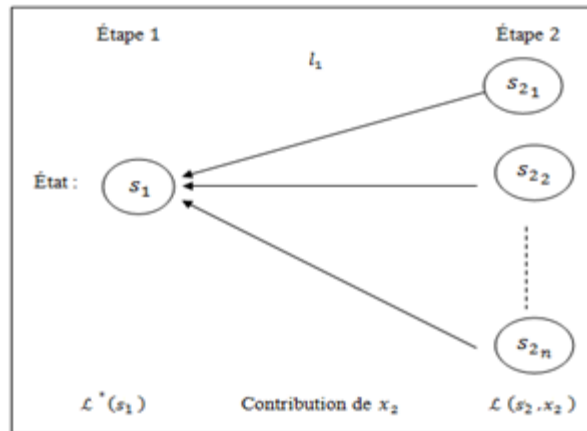 Étape 1 Étape 2
l₁
s₂₁
État : s₁ s₂₂
s₂ₙ
ℒ*(s₁) Contribution de x₂ ℒ(s₂,x₂)